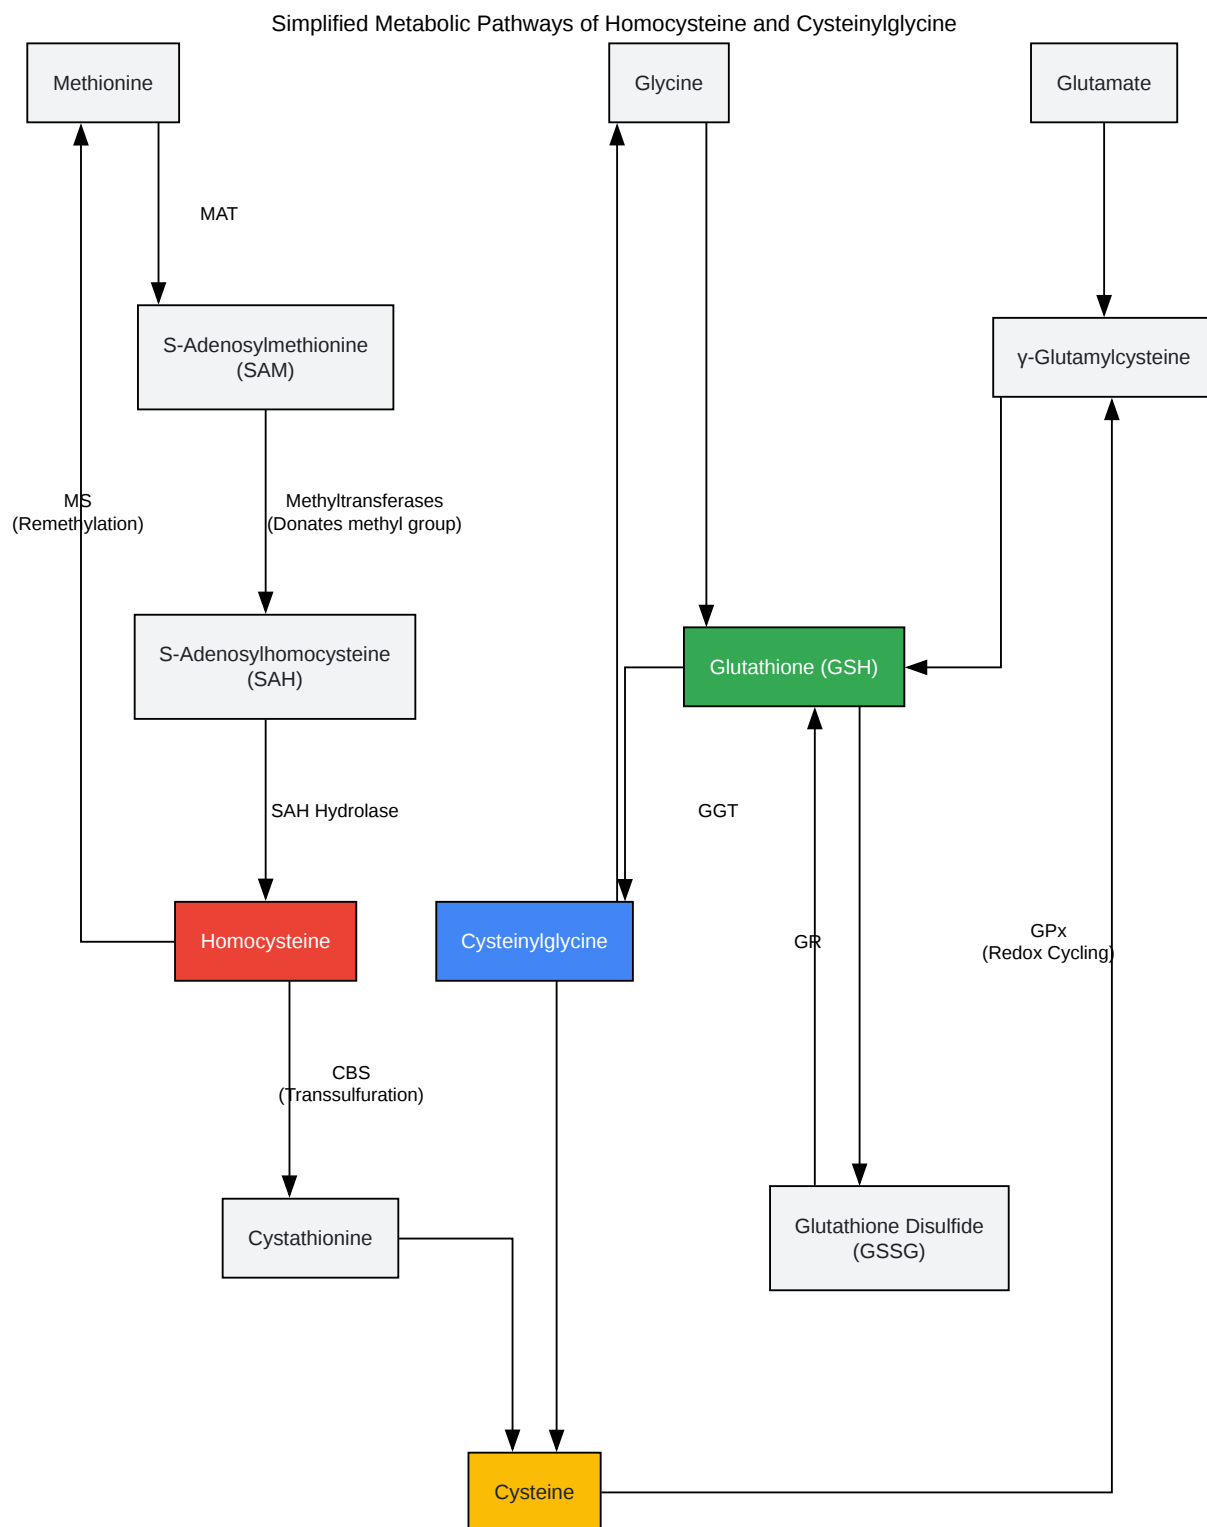 Simplified Metabolic Pathways of Homocysteine and Cysteinylglycine
Methionine
Glycine
Glutamate
MAT
S-Adenosylmethionine
(SAM)
γ-Glutamylcysteine
MS
(Remethylation)
Methyltransferases
(Donates methyl group)
S-Adenosylhomocysteine
(SAH)
Glutathione (GSH)
SAH Hydrolase
GGT
Homocysteine
Cysteinylglycine
GR
GPx
(Redox Cycling)
CBS
(Transsulfuration)
Cystathionine
Glutathione Disulfide
(GSSG)
Cysteine